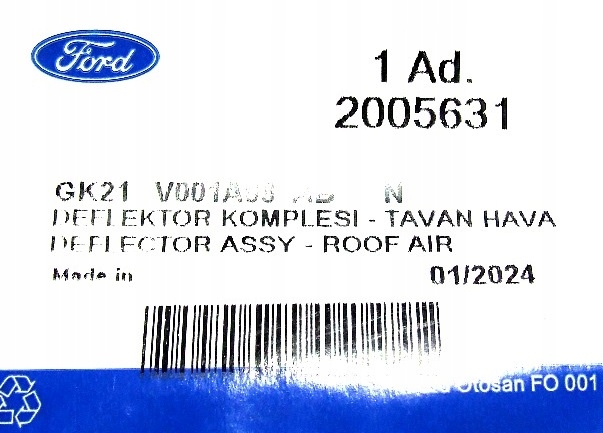 Ford
1 Ad.
2005631
GK21 N
DEFLEKTOR KOMPLESI - TAVAN HAVA
DEFLECTOR ASSY - ROOF AIR
Made in 01/2024
Otosan FO 001